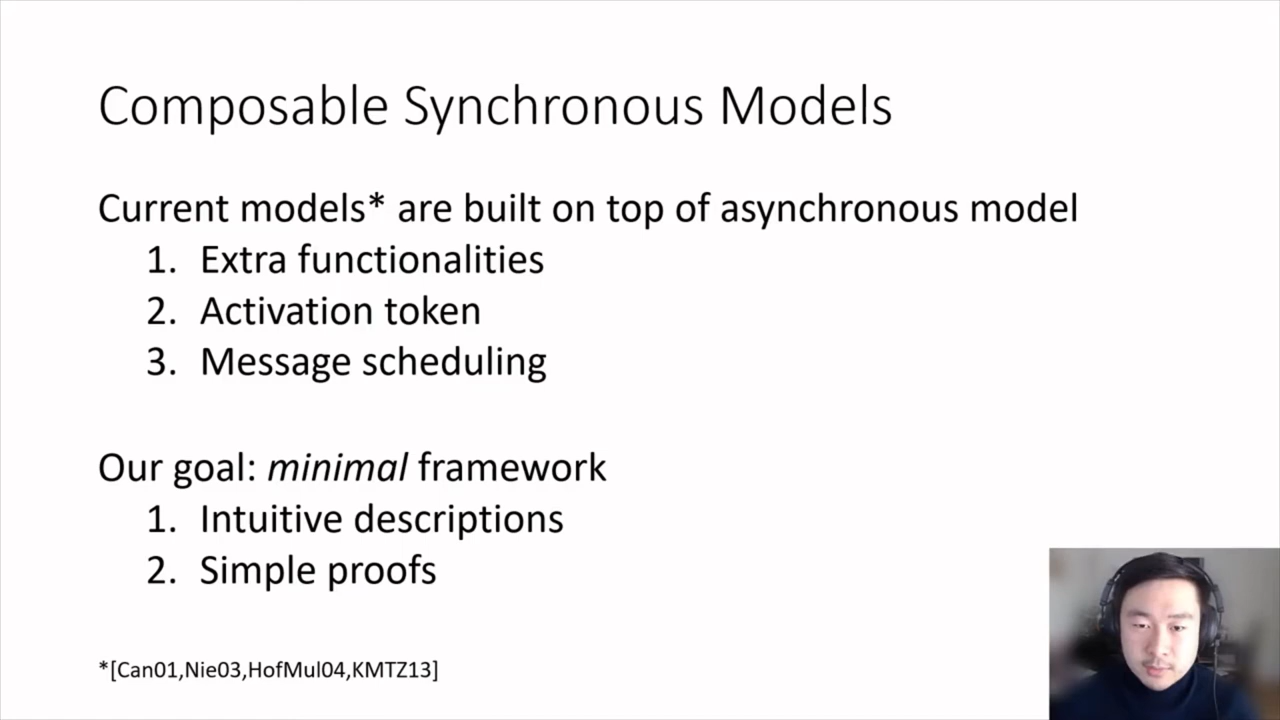 Composable Synchronous Models
Current models* are built on top of asynchronous model
1. Extra functionalities
2. Activation token
3. Message scheduling
Our goal: minimal framework
1. Intuitive descriptions
2. Simple proofs
*[Can01,Nie03,HofMul04,KMTZ13]